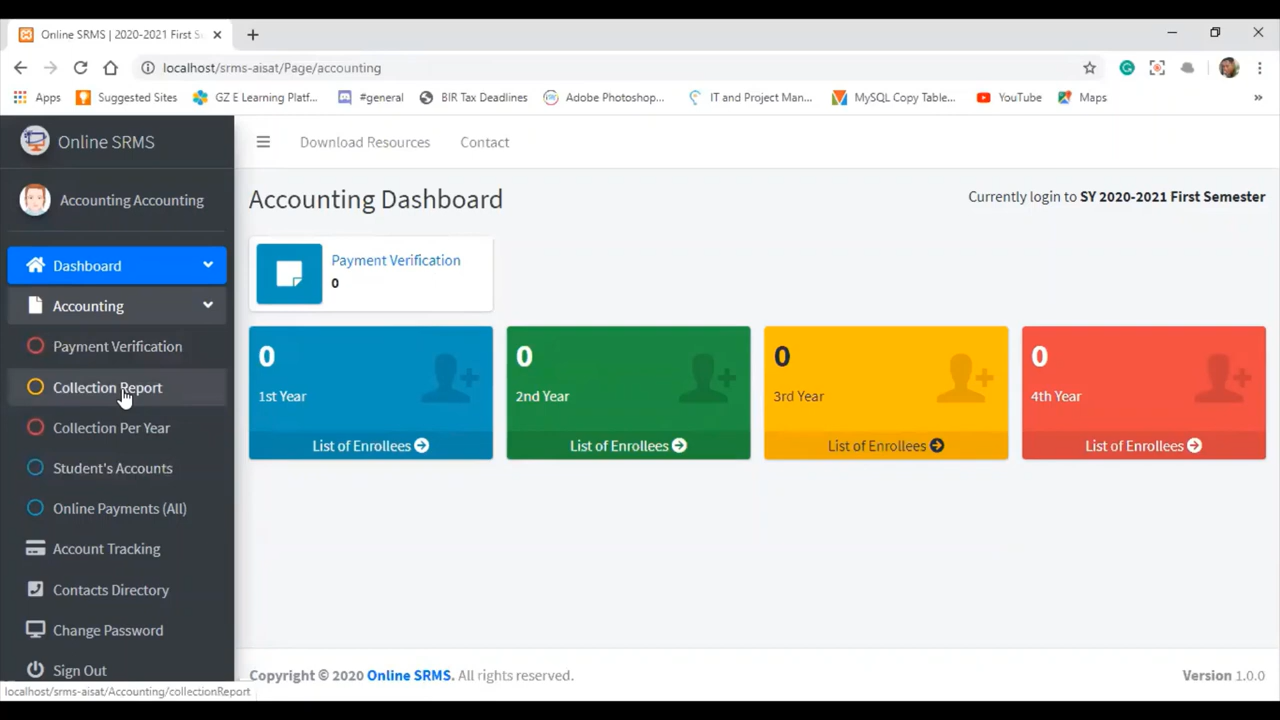 Online SRMS | 2020-2021 First S
localhost/srms-aisat/Page/accounting
Apps
Suggested Sites
GZ E Learning Platf...
#general
BIR Tax Deadlines
Adobe Photoshop...
IT and Project Man...
MySQL Copy Table...
YouTube
Maps
»
Online SRMS
Download Resources
Contact
Accounting Accounting
Accounting Dashboard
Currently login to SY 2020-2021 First Semester
Dashboard
Accounting
Payment Verification
Collection Report
Collection Per Year
Student's Accounts
Online Payments (All)
Account Tracking
Contacts Directory
Change Password
Sign Out
Payment Verification
0
0
1st Year
List of Enrollees
0
2nd Year
List of Enrollees
0
3rd Year
List of Enrollees
0
4th Year
List of Enrollees
Copyright © 2020 Online SRMS. All rights reserved.
Version 1.0.0
localhost/srms-aisat/Accounting/collectionReport